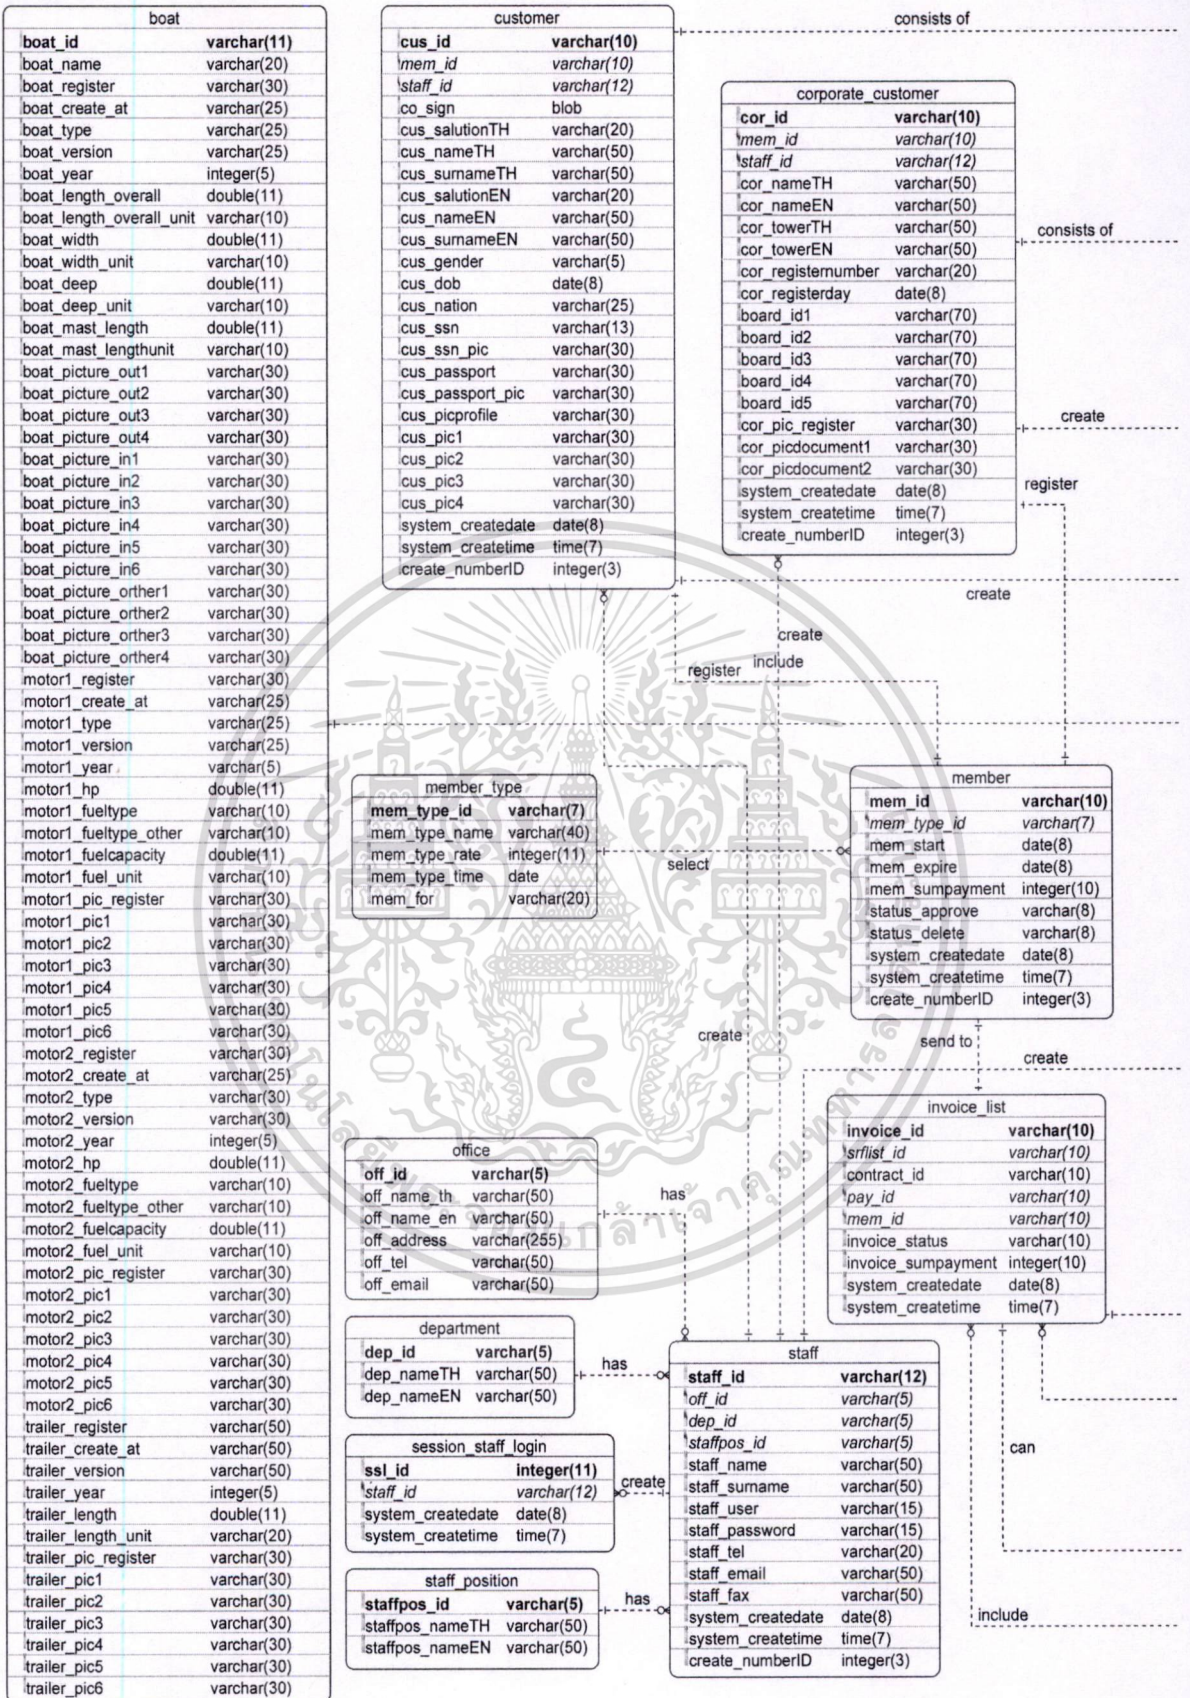 boat
boat_id varchar(11)
boat_name varchar(20)
boat_register varchar(30)
boat_create_at varchar(25)
boat_type varchar(25)
boat_version varchar(25)
boat_year integer(5)
boat_length_overall double(11)
boat_length_overall_unit varchar(10)
boat_width double(11)
boat_width_unit varchar(10)
boat_deep double(11)
boat_deep_unit varchar(10)
boat_mast_length double(11)
boat_mast_lengthunit varchar(10)
boat_picture_out1 varchar(30)
boat_picture_out2 varchar(30)
boat_picture_out3 varchar(30)
boat_picture_out4 varchar(30)
boat_picture_in1 varchar(30)
boat_picture_in2 varchar(30)
boat_picture_in3 varchar(30)
boat_picture_in4 varchar(30)
boat_picture_in5 varchar(30)
boat_picture_in6 varchar(30)
boat_picture_orther1 varchar(30)
boat_picture_orther2 varchar(30)
boat_picture_orther3 varchar(30)
boat_picture_orther4 varchar(30)
motor1_register varchar(30)
motor1_create_at varchar(25)
motor1_type varchar(25)
motor1_version varchar(25)
motor1_year varchar(5)
motor1_hp double(11)
motor1_fueltype varchar(10)
motor1_fueltype_other varchar(10)
motor1_fuelcapacity double(11)
motor1_fuel_unit varchar(10)
motor1_pic_register varchar(30)
motor1_pic1 varchar(30)
motor1_pic2 varchar(30)
motor1_pic3 varchar(30)
motor1_pic4 varchar(30)
motor1_pic5 varchar(30)
motor1_pic6 varchar(30)
motor2_register varchar(30)
motor2_create_at varchar(25)
motor2_type varchar(30)
motor2_version varchar(30)
motor2_year integer(5)
motor2_hp double(11)
motor2_fueltype varchar(10)
motor2_fueltype_other varchar(10)
motor2_fuelcapacity double(11)
motor2_fuel_unit varchar(10)
motor2_pic_register varchar(30)
motor2_pic1 varchar(30)
motor2_pic2 varchar(30)
motor2_pic3 varchar(30)
motor2_pic4 varchar(30)
motor2_pic5 varchar(30)
motor2_pic6 varchar(30)
trailer_register varchar(50)
trailer_create_at varchar(50)
trailer_version varchar(50)
trailer_year integer(5)
trailer_length double(11)
trailer_length_unit varchar(20)
trailer_pic_register varchar(30)
trailer_pic1 varchar(30)
trailer_pic2 varchar(30)
trailer_pic3 varchar(30)
trailer_pic4 varchar(30)
trailer_pic5 varchar(30)
trailer_pic6 varchar(30)
customer
cus_id varchar(10)
mem_id varchar(10)
staff_id varchar(12)
co_sign blob
cus_salutionTH varchar(20)
cus_nameTH varchar(50)
cus_surnameTH varchar(50)
cus_salutionEN varchar(20)
cus_nameEN varchar(50)
cus_surnameEN varchar(50)
cus_gender varchar(5)
cus_dob date(8)
cus_nation varchar(25)
cus_ssn varchar(13)
cus_ssn_pic varchar(30)
cus_passport varchar(30)
cus_passport_pic varchar(30)
cus_picprofile varchar(30)
cus_pic1 varchar(30)
cus_pic2 varchar(30)
cus_pic3 varchar(30)
cus_pic4 varchar(30)
system_createdate date(8)
system_createtime time(7)
create_numberID integer(3)
consists of
corporate_customer
cor_id varchar(10)
mem_id varchar(10)
staff_id varchar(12)
cor_nameTH varchar(50)
cor_nameEN varchar(50)
cor_towerTH varchar(50)
cor_towerEN varchar(50)
cor_registernumber varchar(20)
cor_registerday date(8)
board_id1 varchar(70)
board_id2 varchar(70)
board_id3 varchar(70)
board_id4 varchar(70)
board_id5 varchar(70)
cor_pic_register varchar(30)
cor_picdocument1 varchar(30)
cor_picdocument2 varchar(30)
system_createdate date(8)
system_createtime time(7)
create_numberID integer(3)
consists of
create
register
create
create
register include
member_type
mem_type_id varchar(7)
mem_type_name varchar(40)
mem_type_rate integer(11)
mem_type_time date
mem_for varchar(20)
select
member
mem_id varchar(10)
mem_type_id varchar(7)
mem_start date(8)
mem_expire date(8)
mem_sumpayment integer(10)
status_approve varchar(8)
status_delete varchar(8)
system_createdate date(8)
system_createtime time(7)
create_numberID integer(3)
create
send to
create
invoice_list
invoice_id varchar(10)
srflist_id varchar(10)
contract_id varchar(10)
pay_id varchar(10)
mem_id varchar(10)
invoice_status varchar(10)
invoice_sumpayment integer(10)
system_createdate date(8)
system_createtime time(7)
office
off_id varchar(5)
off_name_th varchar(50)
off_name_en varchar(50)
off_address varchar(255)
off_tel varchar(50)
off_email varchar(50)
has
department
dep_id varchar(5)
dep_nameTH varchar(50)
dep_nameEN varchar(50)
has
session_staff_login
ssl_id integer(11)
staff_id varchar(12)
system_createdate date(8)
system_createtime time(7)
create
staff_position
staffpos_id varchar(5)
staffpos_nameTH varchar(50)
staffpos_nameEN varchar(50)
has
staff
staff_id varchar(12)
off_id varchar(5)
dep_id varchar(5)
staffpos_id varchar(5)
staff_name varchar(50)
staff_surname varchar(50)
staff_user varchar(15)
staff_password varchar(15)
staff_tel varchar(20)
staff_email varchar(50)
staff_fax varchar(50)
system_createdate date(8)
system_createtime time(7)
create_numberID integer(3)
can
include